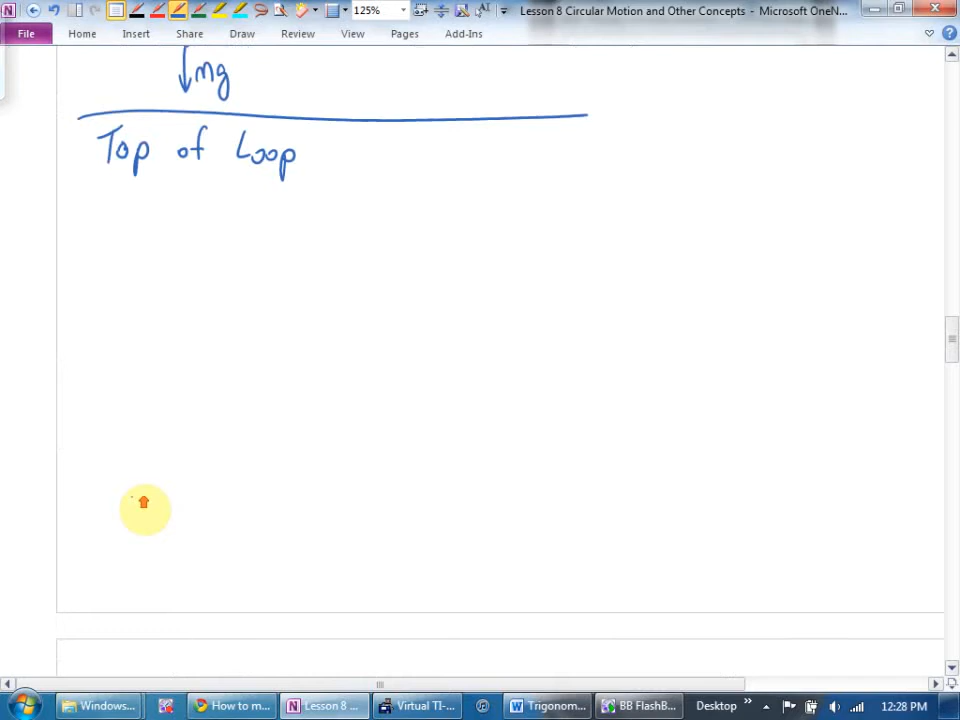 125%
Lesson 8 Circular Motion and Other Concepts - Microsoft OneN...
File Home Insert Share Draw Review View Pages Add-Ins
mg
Top of Loop
Windows... How to m... Lesson 8 ... Virtual TI-... Trigonom... BB FlashB... Desktop » 12:28 PM